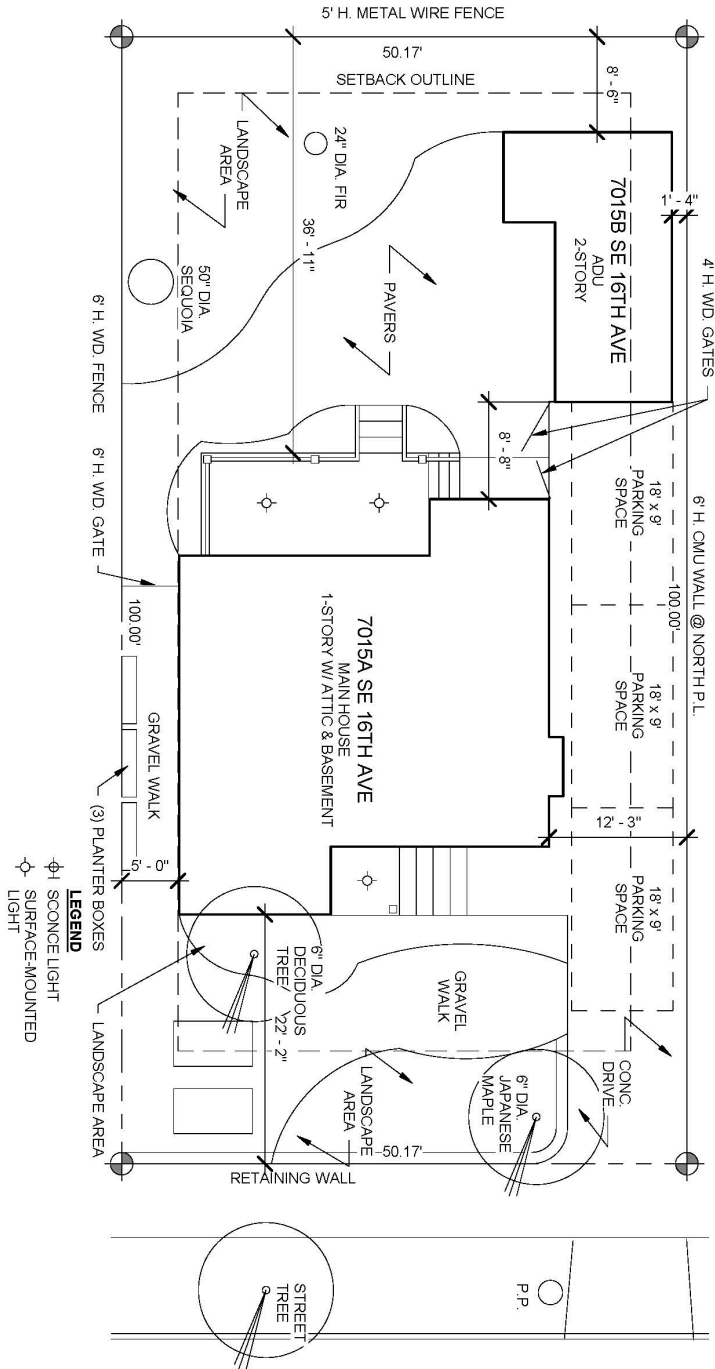 5' H. METAL WIRE FENCE
50.17'
SETBACK OUTLINE
8' - 6"
LANDSCAPE
AREA
24" DIA. FIR
36' - 11"
50" DIA.
SEQUOIA
PAVERS
7015B SE 16TH AVE
ADU
2-STORY
1' - 4"
4' H. WD. GATES
6' H. WD. FENCE
6' H. WD. GATE
8' - 8"
18' x 9'
PARKING
SPACE
6' H. CMU WALL @ NORTH P.L.
100.00'
18' x 9'
PARKING
SPACE
18' x 9'
PARKING
SPACE
12' - 3"
7015A SE 16TH AVE
MAIN HOUSE
1-STORY W/ ATTIC & BASEMENT
100.00'
GRAVEL WALK
(3) PLANTER BOXES
5' - 0"
LEGEND
SCONCE LIGHT
SURFACE-MOUNTED
LIGHT
LANDSCAPE AREA
6" DIA.
DECIDUOUS
TREE
22' - 2"
GRAVEL
WALK
LANDSCAPE
AREA
6" DIA.
JAPANESE
MAPLE
CONC.
DRIVE
50.17'
RETAINING WALL
STREET
TREE
P.P.